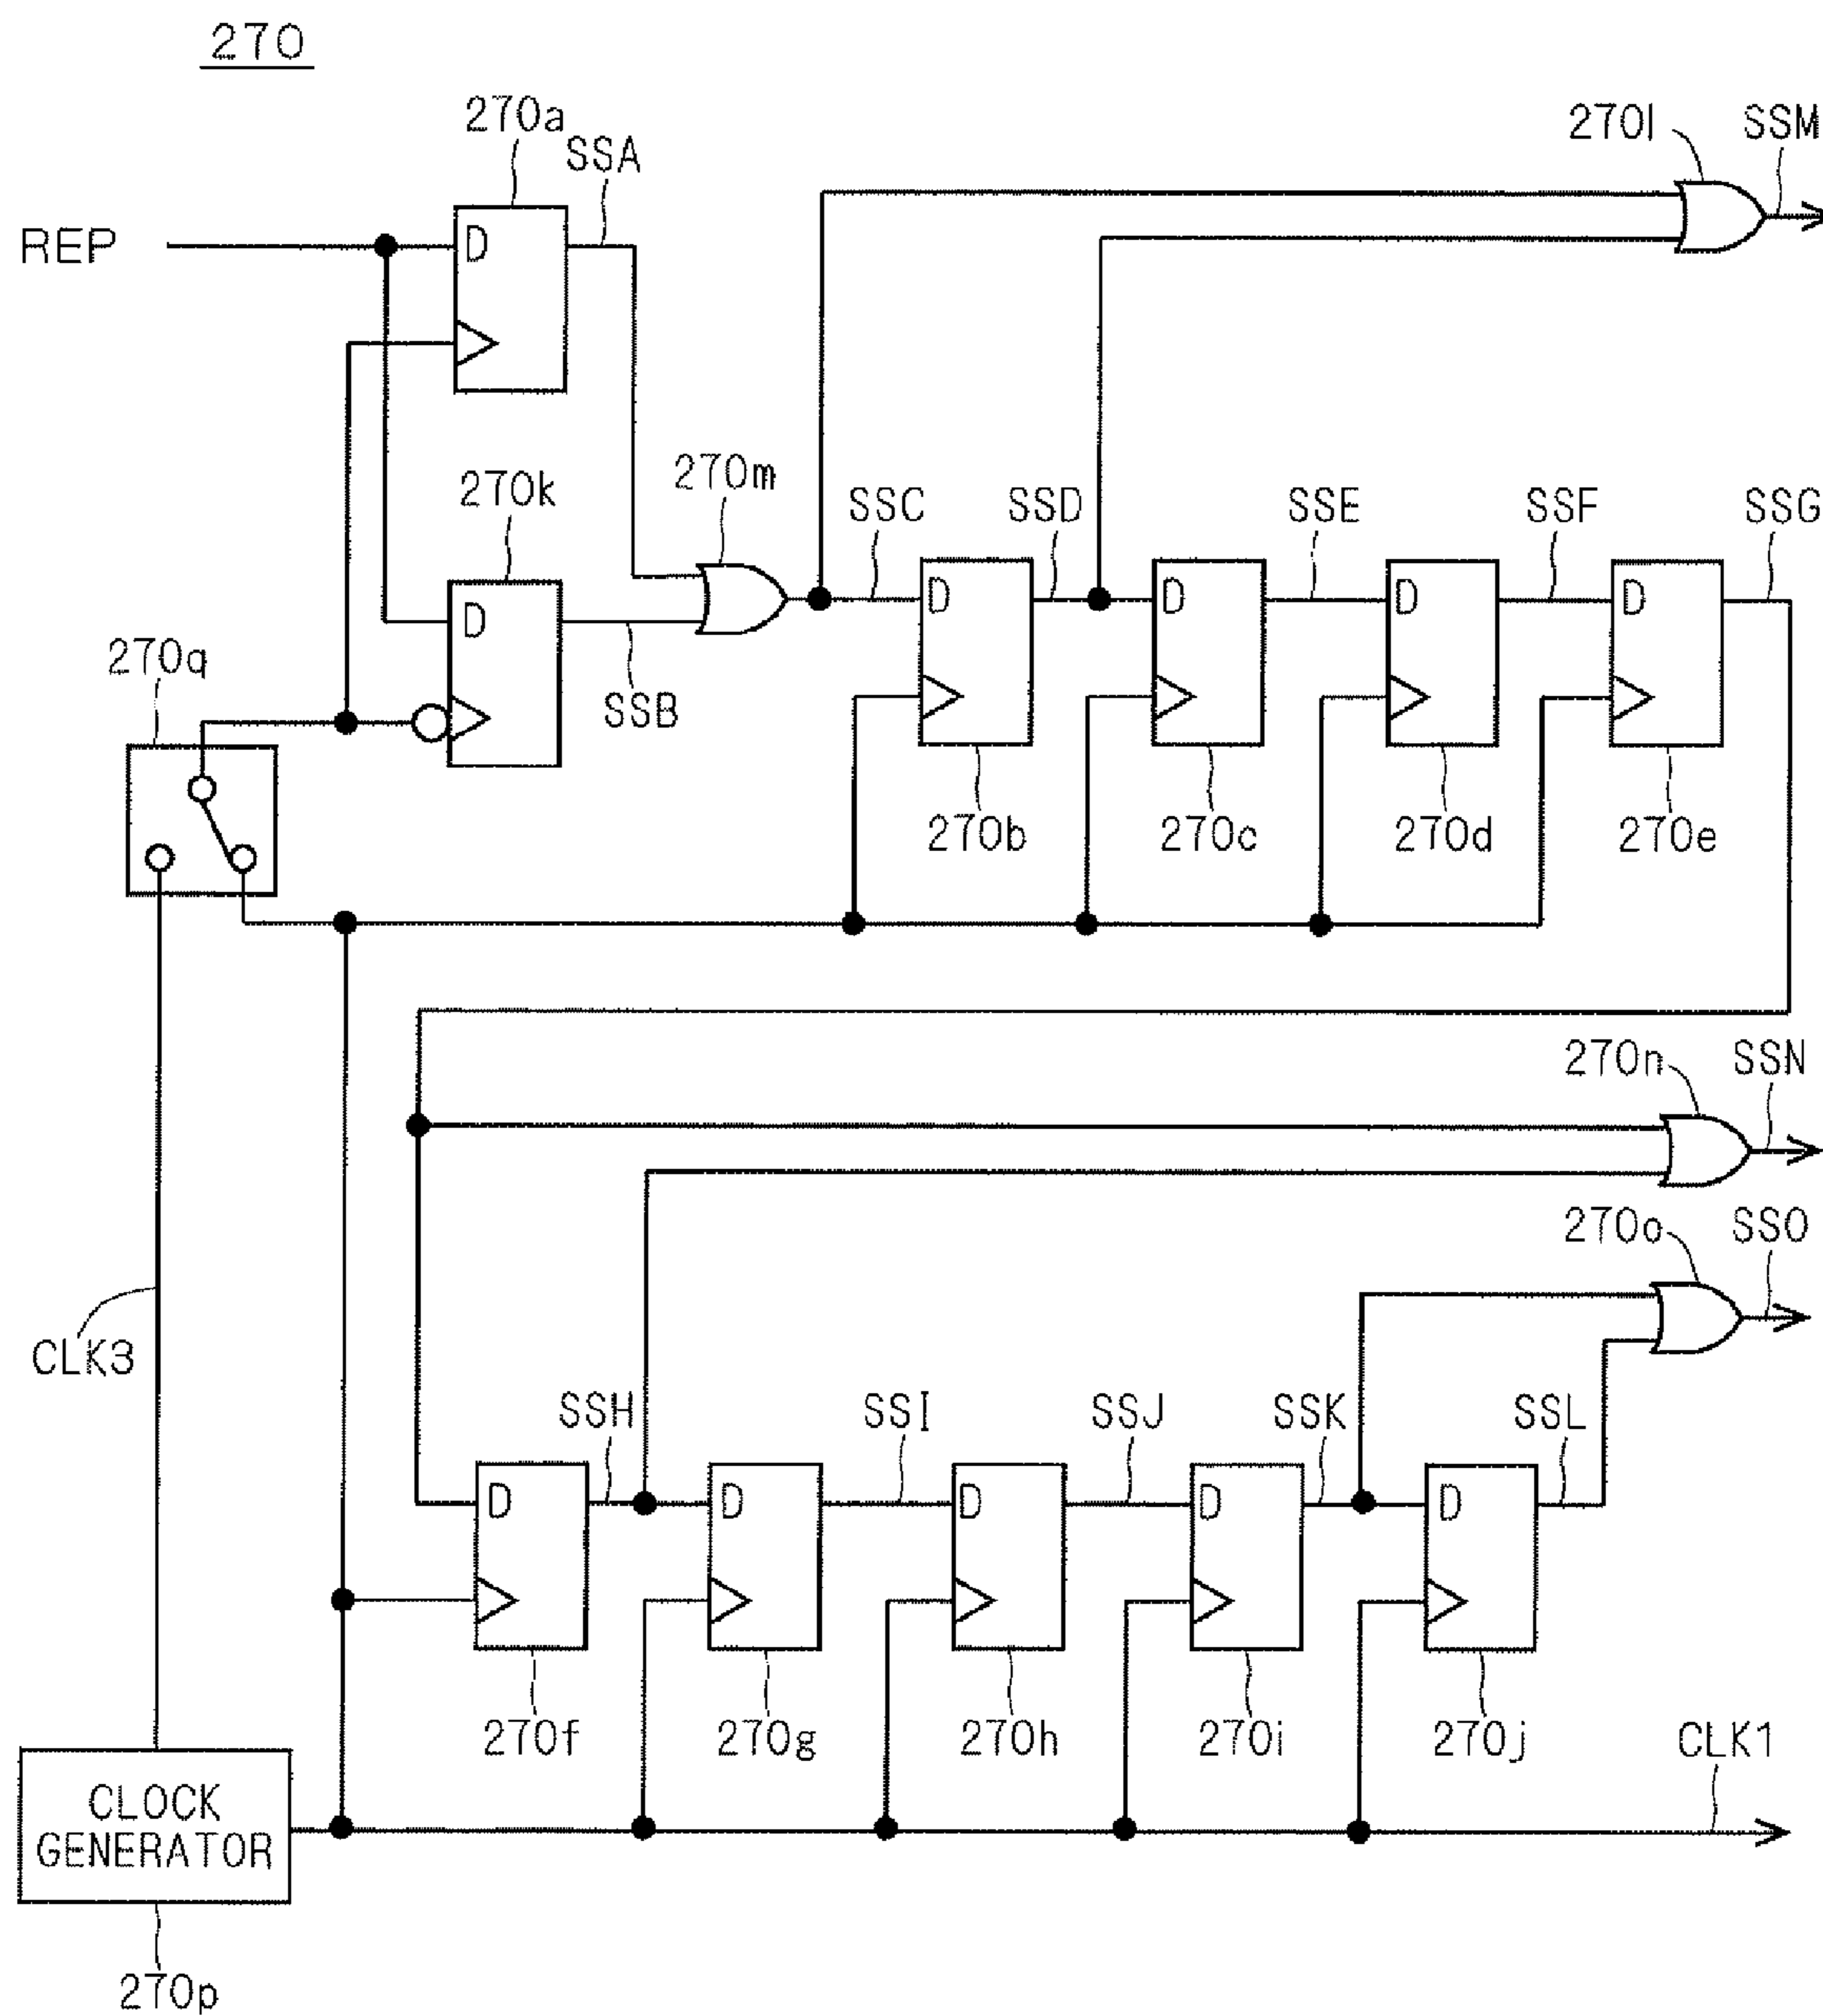 270
270a
SSA
270l
SSM
REP
D
270k
270m
SSC
SSD
SSE
SSF
SSG
D
D
D
D
D
270q
SSB
270b
270c
270d
270e
270n
SSN
270o
SSO
CLK3
SSH
SSI
SSJ
SSK
SSL
D
D
D
D
D
270f
270g
270h
270i
270j
CLK1
CLOCK
GENERATOR
270p